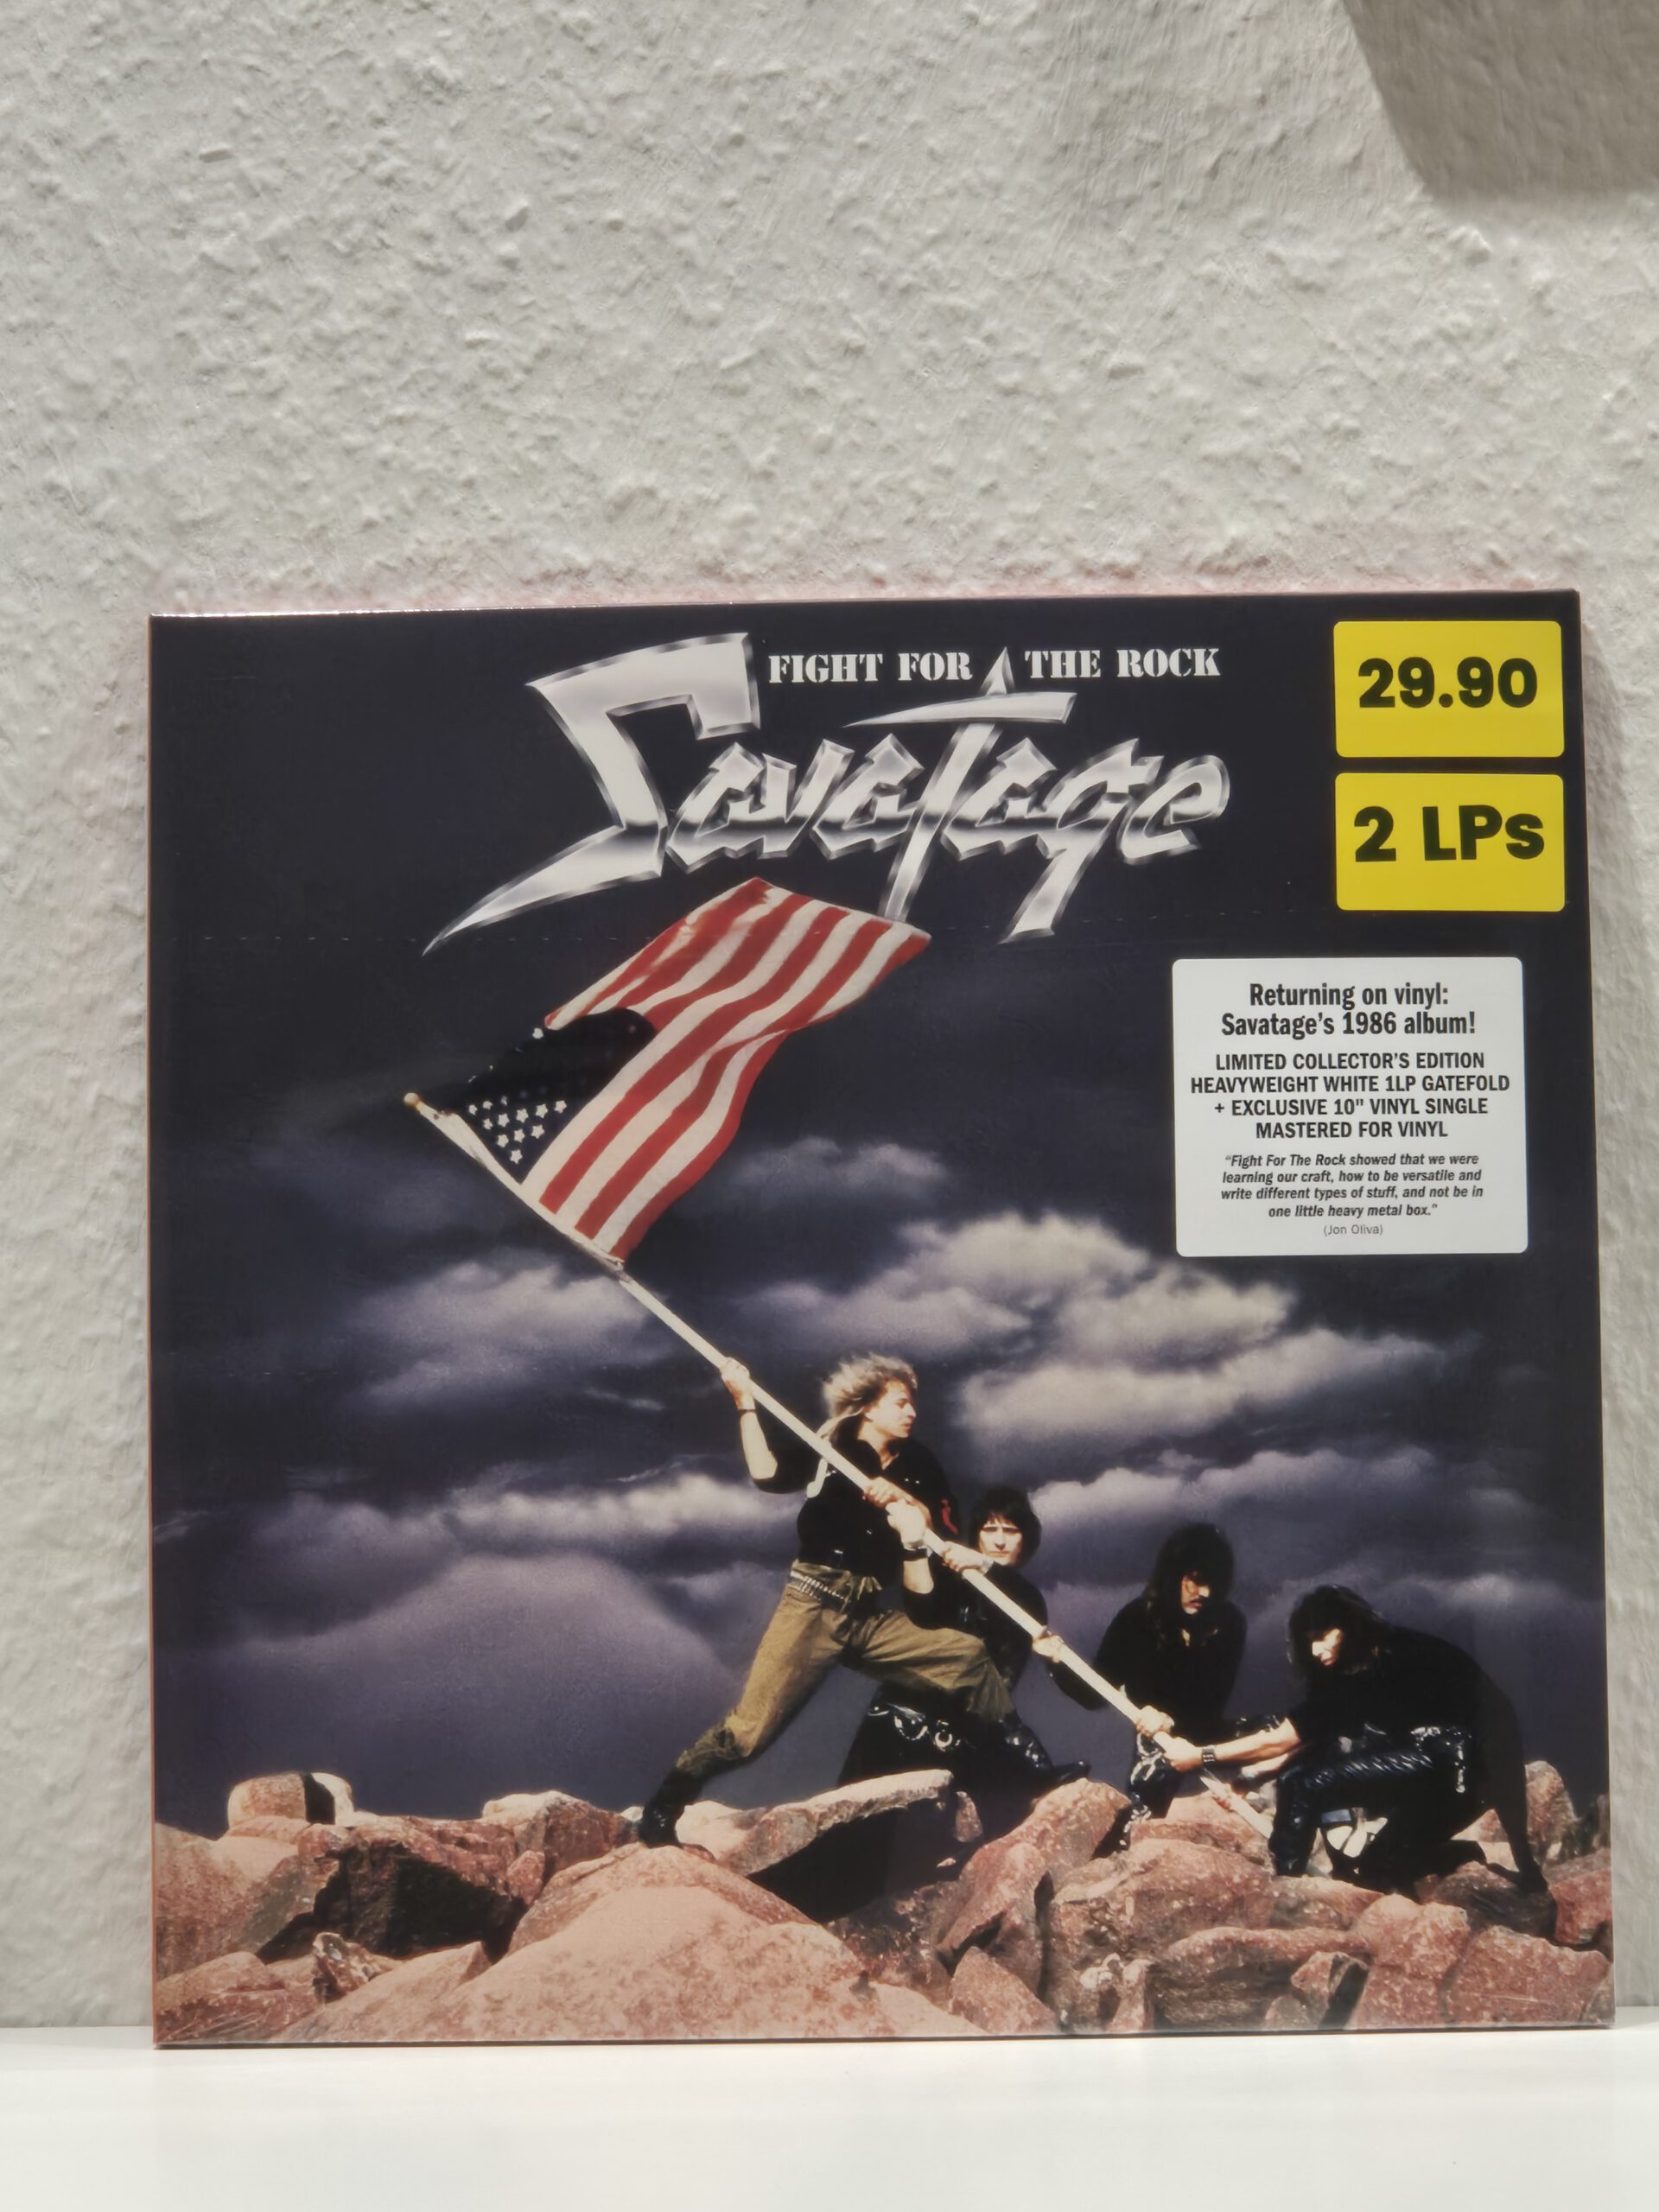 FIGHT FOR THE ROCK
Savatage
29.90
2 LPs
Returning on vinyl:
Savatage's 1986 album!
LIMITED COLLECTOR'S EDITION
HEAVYWEIGHT WHITE 1LP GATEFOLD
+ EXCLUSIVE 10" VINYL SINGLE
MASTERED FOR VINYL
"Fight For The Rock showed that we were
learning our craft, how to be versatile and
write different types of stuff, and not be in
one little heavy metal box."
(Jon Oliva)